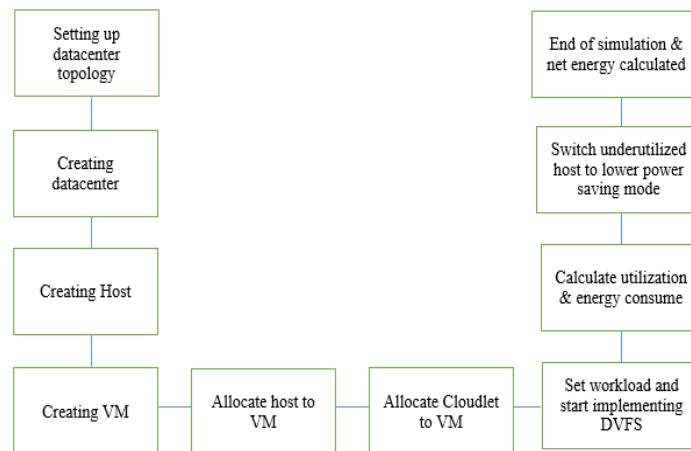 Setting up
datacenter
topology
Creating
datacenter
Creating Host
Creating VM
Allocate host to
VM
Allocate Cloudlet
to VM
Set workload and
start implementing
DVFS
Calculate utilization
& energy consume
Switch underutilized
host to lower power
saving mode
End of simulation &
net energy calculated